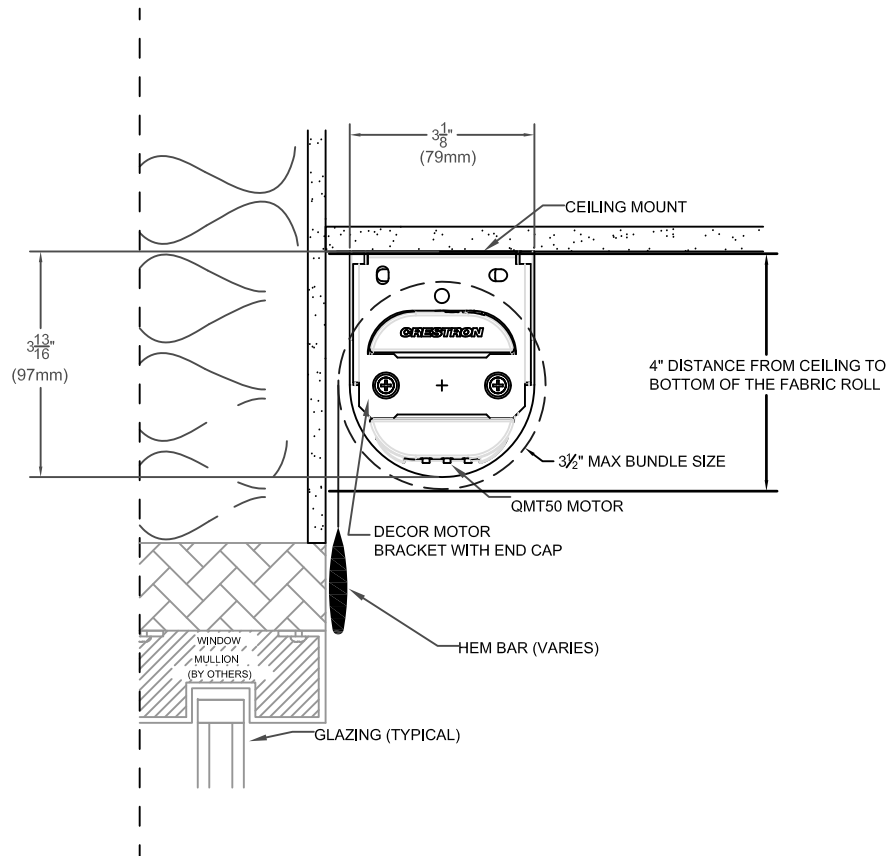 3 1/8"
(79mm)
CEILING MOUNT
CRESTRON
3 13/16"
(97mm)
4" DISTANCE FROM CEILING TO
BOTTOM OF THE FABRIC ROLL
3½" MAX BUNDLE SIZE
QMT50 MOTOR
DECOR MOTOR
BRACKET WITH END CAP
HEM BAR (VARIES)
WINDOW
MULLION
(BY OTHERS)
GLAZING (TYPICAL)